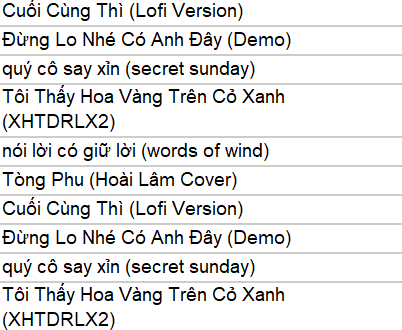 Cuối Cùng Thì (Lofi Version)
Đừng Lo Nhé Có Anh Đây (Demo)
quý cô say xỉn (secret sunday)
Tôi Thấy Hoa Vàng Trên Cỏ Xanh
(XHTDRLX2)
nói lời có giữ lời (words of wind)
Tòng Phu (Hoài Lâm Cover)
Cuối Cùng Thì (Lofi Version)
Đừng Lo Nhé Có Anh Đây (Demo)
quý cô say xỉn (secret sunday)
Tôi Thấy Hoa Vàng Trên Cỏ Xanh
(XHTDRLX2)